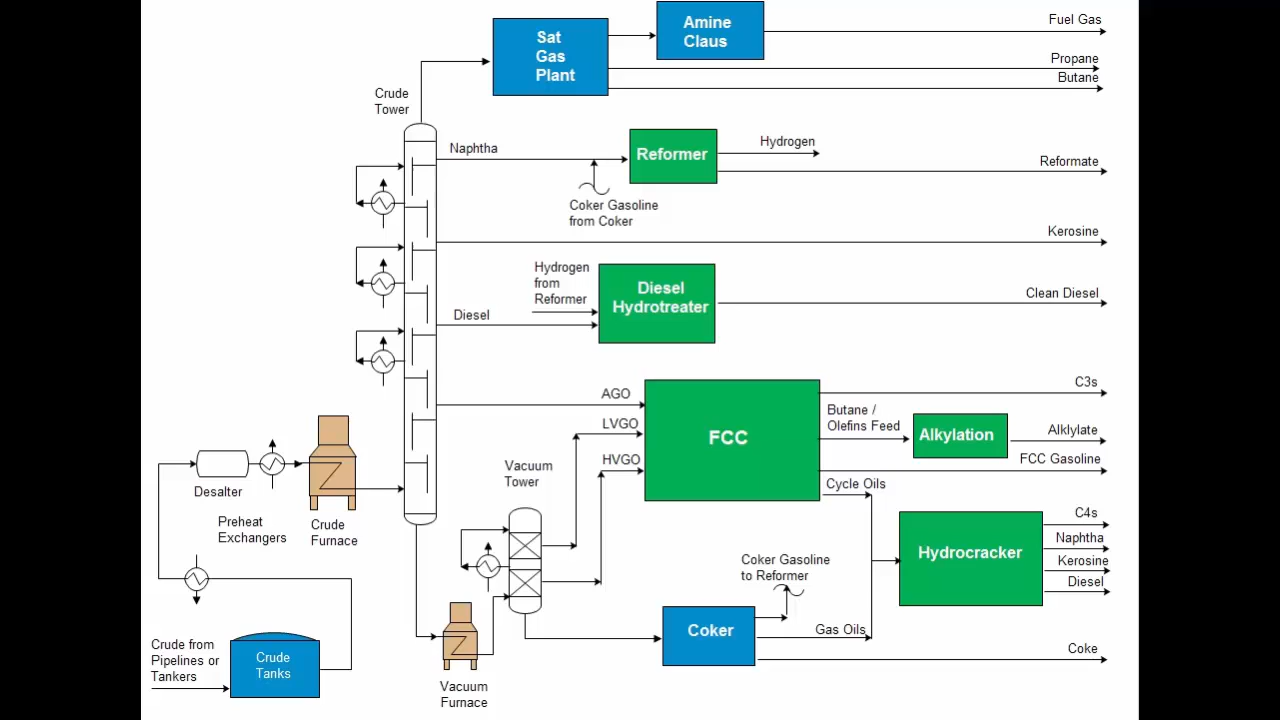 Sat
Gas
Plant
Amine
Claus
Fuel Gas
Propane
Butane
Crude
Tower
Naphtha
Reformer
Hydrogen
Reformate
Coker Gasoline
from Coker
Kerosine
Hydrogen
from
Reformer
Diesel
Diesel
Hydrotreater
Clean Diesel
AGO
LVGO
HVGO
FCC
C3s
Butane /
Olefins Feed
Alkylation
Alklylate
FCC Gasoline
Cycle Oils
Vacuum
Tower
Desalter
Preheat
Exchangers
Crude
Furnace
Hydrocracker
C4s
Naphtha
Kerosine
Diesel
Coker Gasoline
to Reformer
Coker
Gas Oils
Coke
Crude from
Pipelines or
Tankers
Crude
Tanks
Vacuum
Furnace